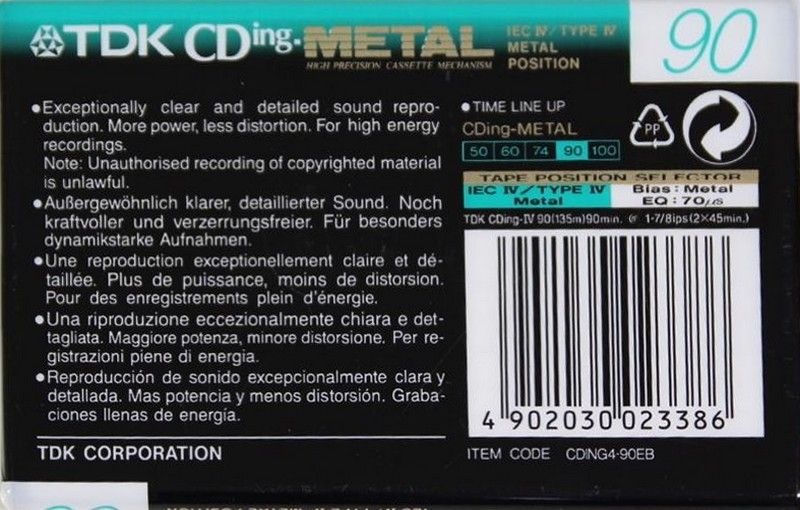 TDK CDing-METAL
HIGH PRECISION CASSETTE MECHANISM
IEC IV/TYPE IV
METAL
POSITION
90
●Exceptionally clear and detailed sound repro-
duction. More power, less distortion. For high energy
recordings.
Note: Unauthorised recording of copyrighted material
is unlawful.
●Außergewöhnlich klarer, detaillierter Sound. Noch
kraftvoller und verzerrungsfreier. Für besonders
dynamikstarke Aufnahmen.
●Une reproduction exceptionellement claire et dé-
taillée. Plus de puissance, moins de distorsion.
Pour des enregistrements plein d'énergie.
●Una riproduzione eccezionalmente chiara e det-
tagliata. Maggiore potenza, minore distorsione. Per re-
gistrazioni piene di energia.
●Reproducción de sonido excepcionalmente clara y
detallada. Mas potencia y menos distorsión. Graba-
ciones llenas de energía.
TDK CORPORATION
●TIME LINE UP
CDing-METAL
50 60 74 90 100
PP
TAPE POSITION SELECTOR
IEC IV/TYPE IV
Metal
Bias: Metal
EQ: 70μs
TDK CDing-IV 90(135m)90min. @ 1-7/8ips(2×45min.)
4 902030 023386
ITEM CODE CDING4-90EB